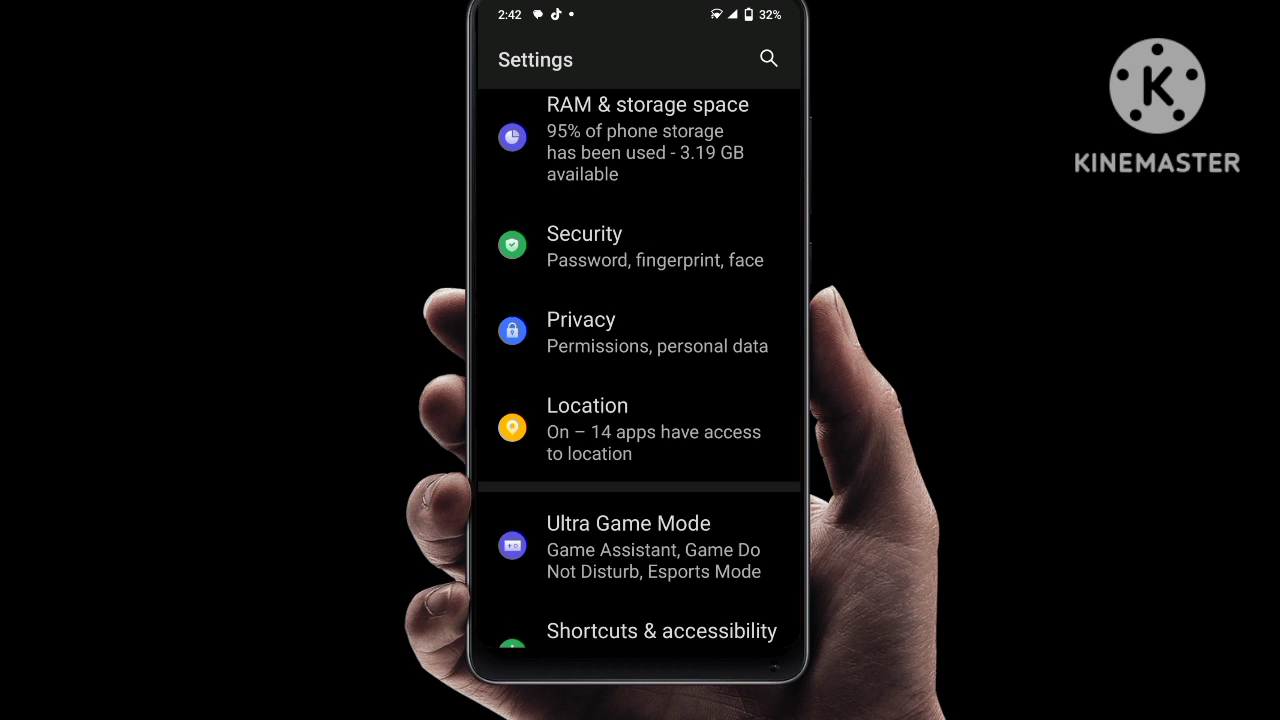 2:42
32%
Settings
RAM & storage space
95% of phone storage
has been used - 3.19 GB
available
Security
Password, fingerprint, face
Privacy
Permissions, personal data
Location
On – 14 apps have access
to location
Ultra Game Mode
Game Assistant, Game Do
Not Disturb, Esports Mode
Shortcuts & accessibility
K
KINEMASTER